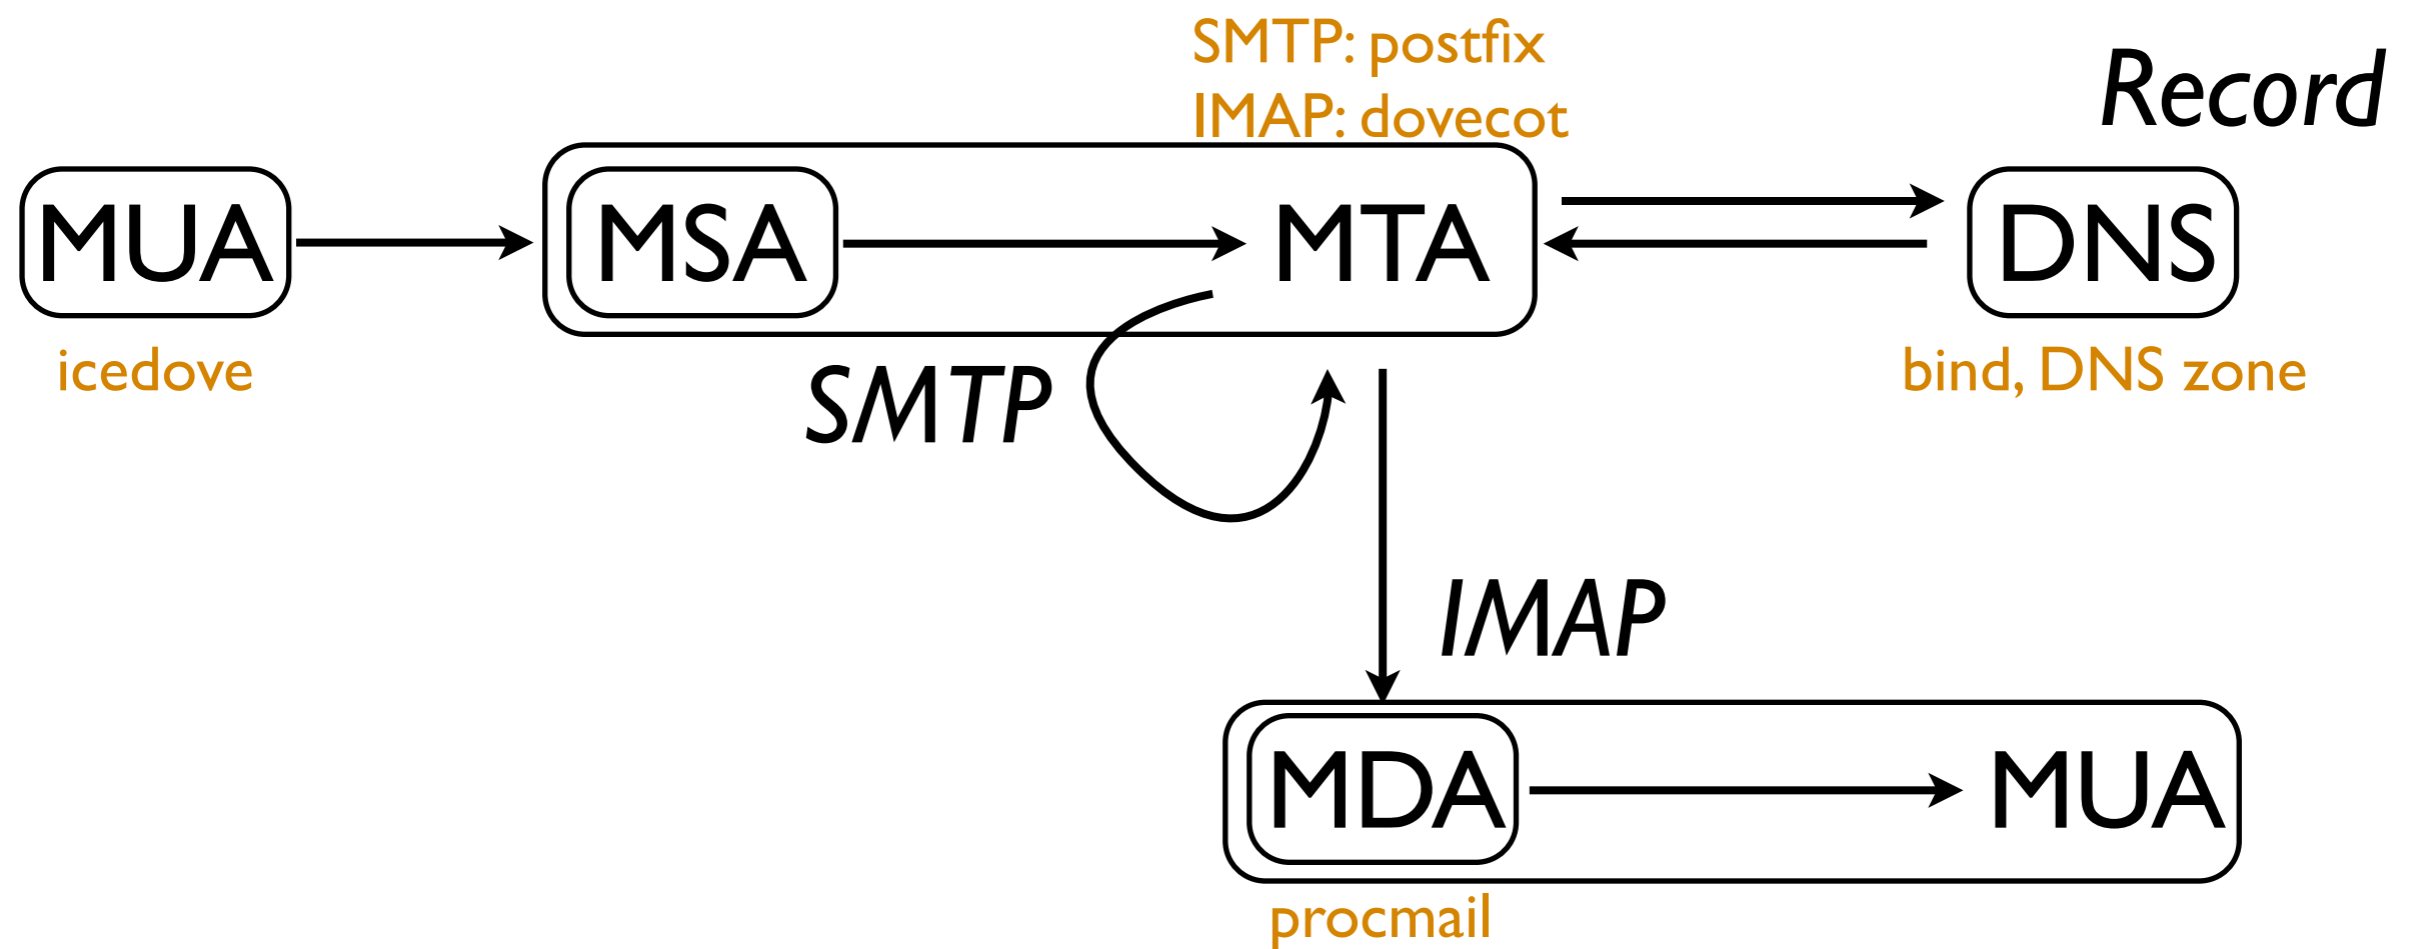 SMTP: postfix
IMAP: dovecot
Record
MUA
MSA
MTA
DNS
icedove
SMTP
bind, DNS zone
IMAP
MDA
MUA
procmail